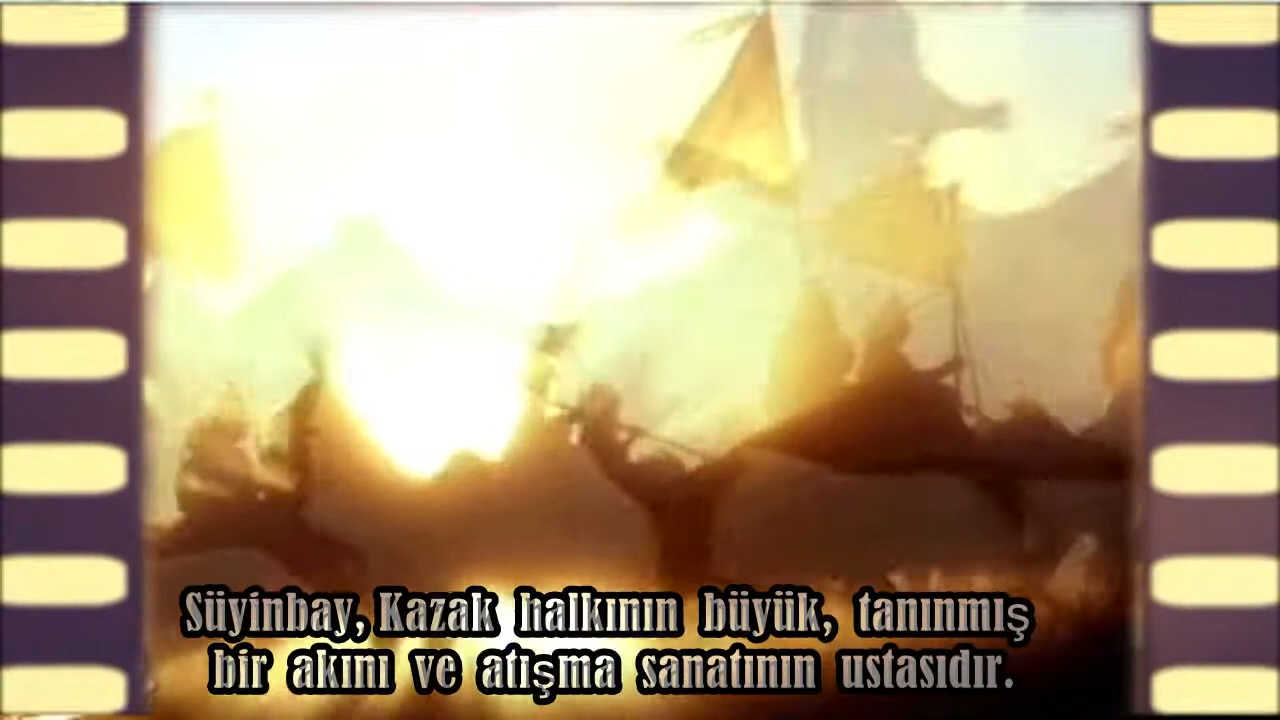 Süyinbay, Kazak halkının büyük, tanınmış
bir akını ve atışma sanatının ustasıdır.